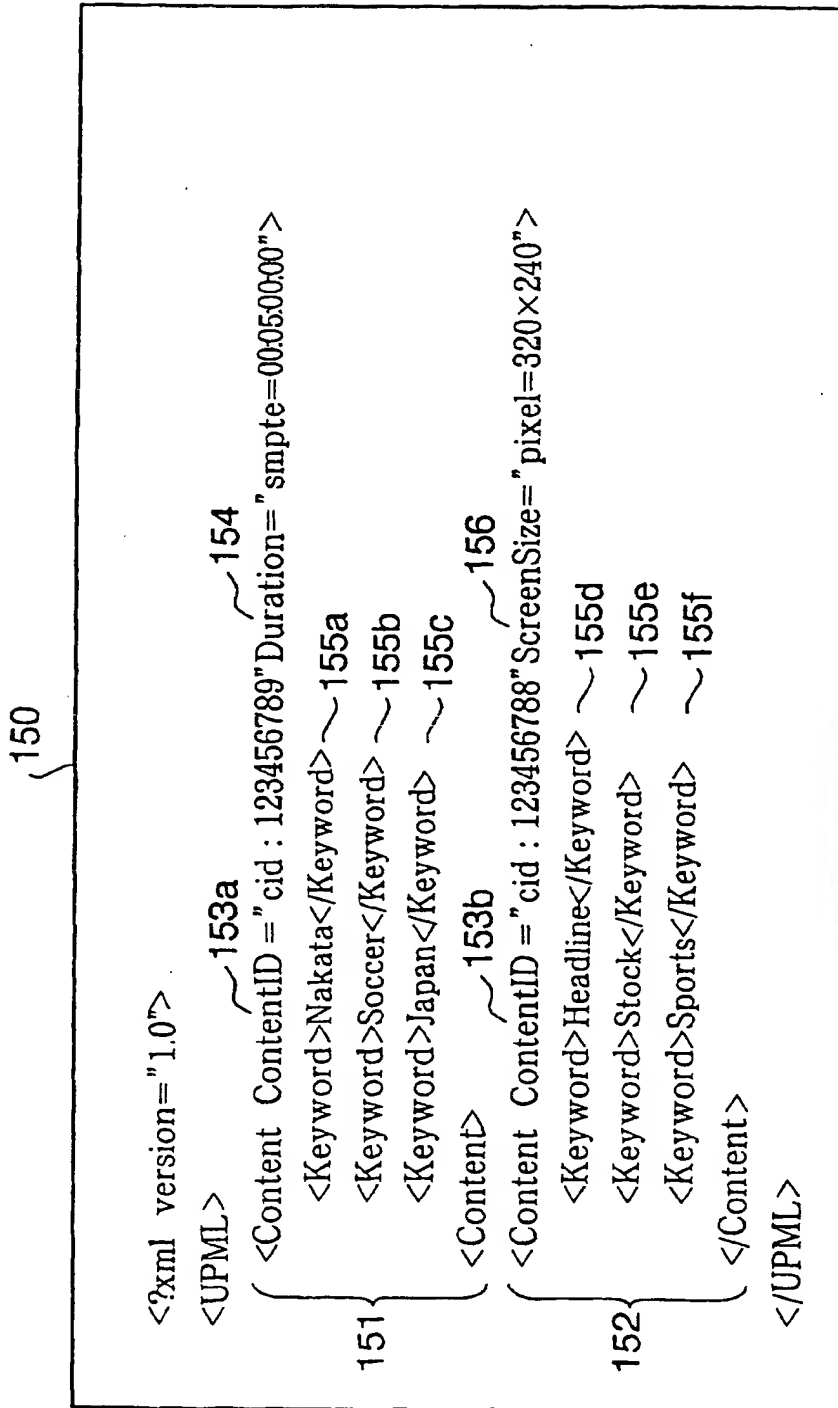 150
<?xml version="1.0">
<UPML>
153a 154
<Content ContentID="cid : 123456789"Duration="smpte=00:05:00:00">
<Keyword>Nakata</Keyword> 155a
151 <Keyword>Soccer</Keyword> 155b
<Keyword>Japan</Keyword> 155c
<Content> 153b 156
<Content ContentID="cid : 123456788"ScreenSize="pixel=320×240">
<Keyword>Headline</Keyword> 155d
152 <Keyword>Stock</Keyword> 155e
<Keyword>Sports</Keyword> 155f
</Content>
</UPML>